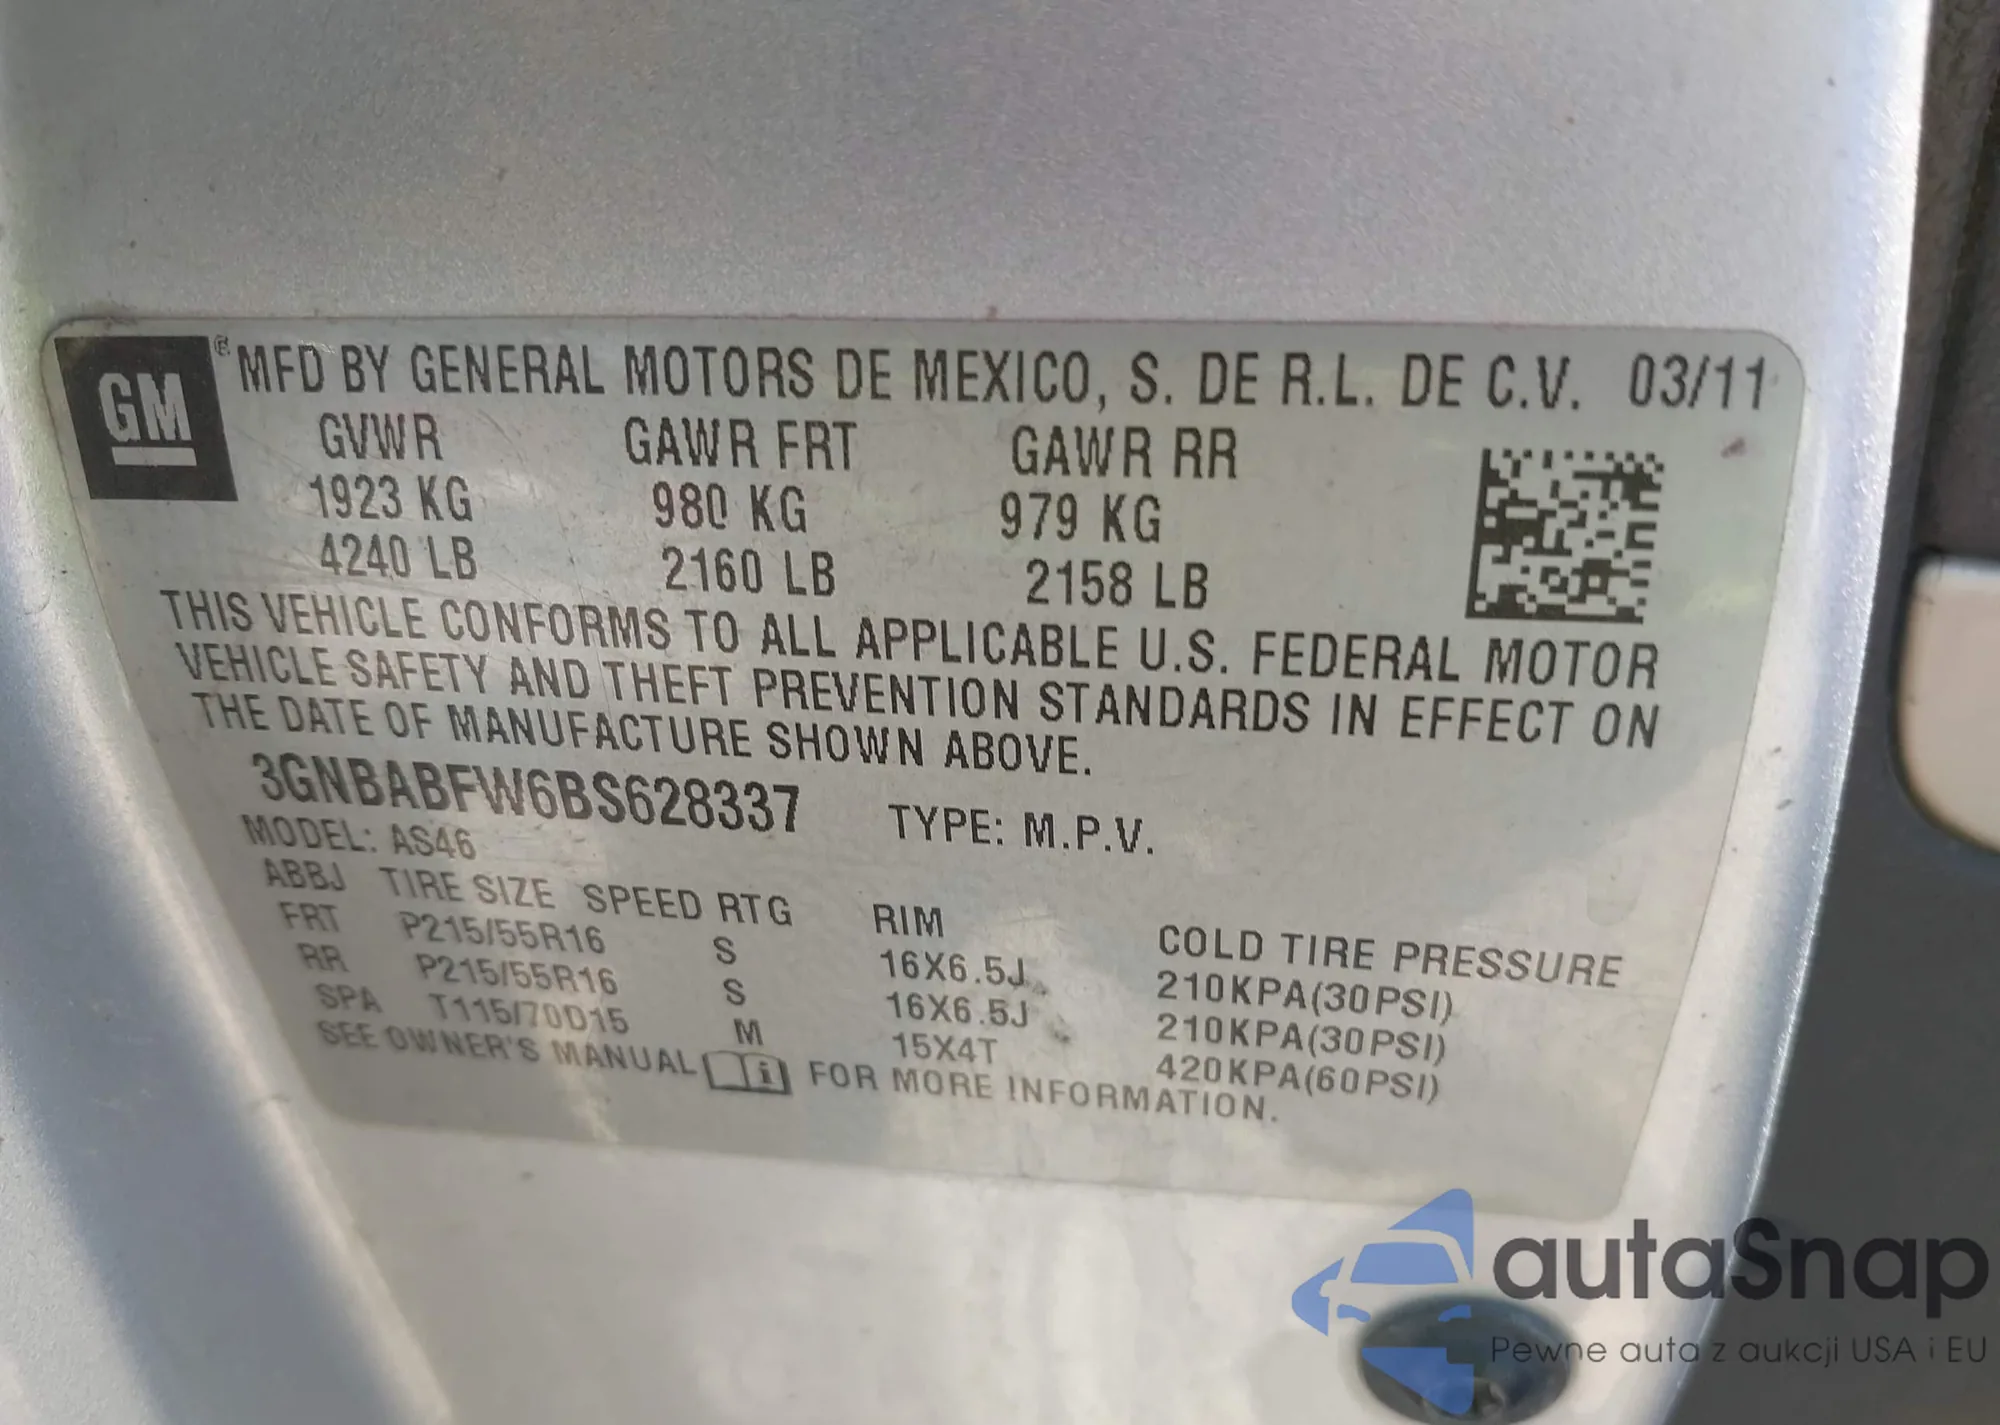 GM ® MFD BY GENERAL MOTORS DE MEXICO, S. DE R.L. DE C.V. 03/11
GVWR GAWR FRT GAWR RR
1923 KG 980 KG 979 KG
4240 LB 2160 LB 2158 LB
THIS VEHICLE CONFORMS TO ALL APPLICABLE U.S. FEDERAL MOTOR
VEHICLE SAFETY AND THEFT PREVENTION STANDARDS IN EFFECT ON
THE DATE OF MANUFACTURE SHOWN ABOVE.
3GNBABFW6BS628337 TYPE: M.P.V.
MODEL: AS46
ABBJ TIRE SIZE SPEED RTG RIM COLD TIRE PRESSURE
FRT P215/55R16 S 16X6.5J 210KPA(30PSI)
RR P215/55R16 S 16X6.5J 210KPA(30PSI)
SPA T115/70D15 M 15X4T 420KPA(60PSI)
SEE OWNER'S MANUAL i FOR MORE INFORMATION.
autaSnap
Pewne auta z aukcji USA i EU